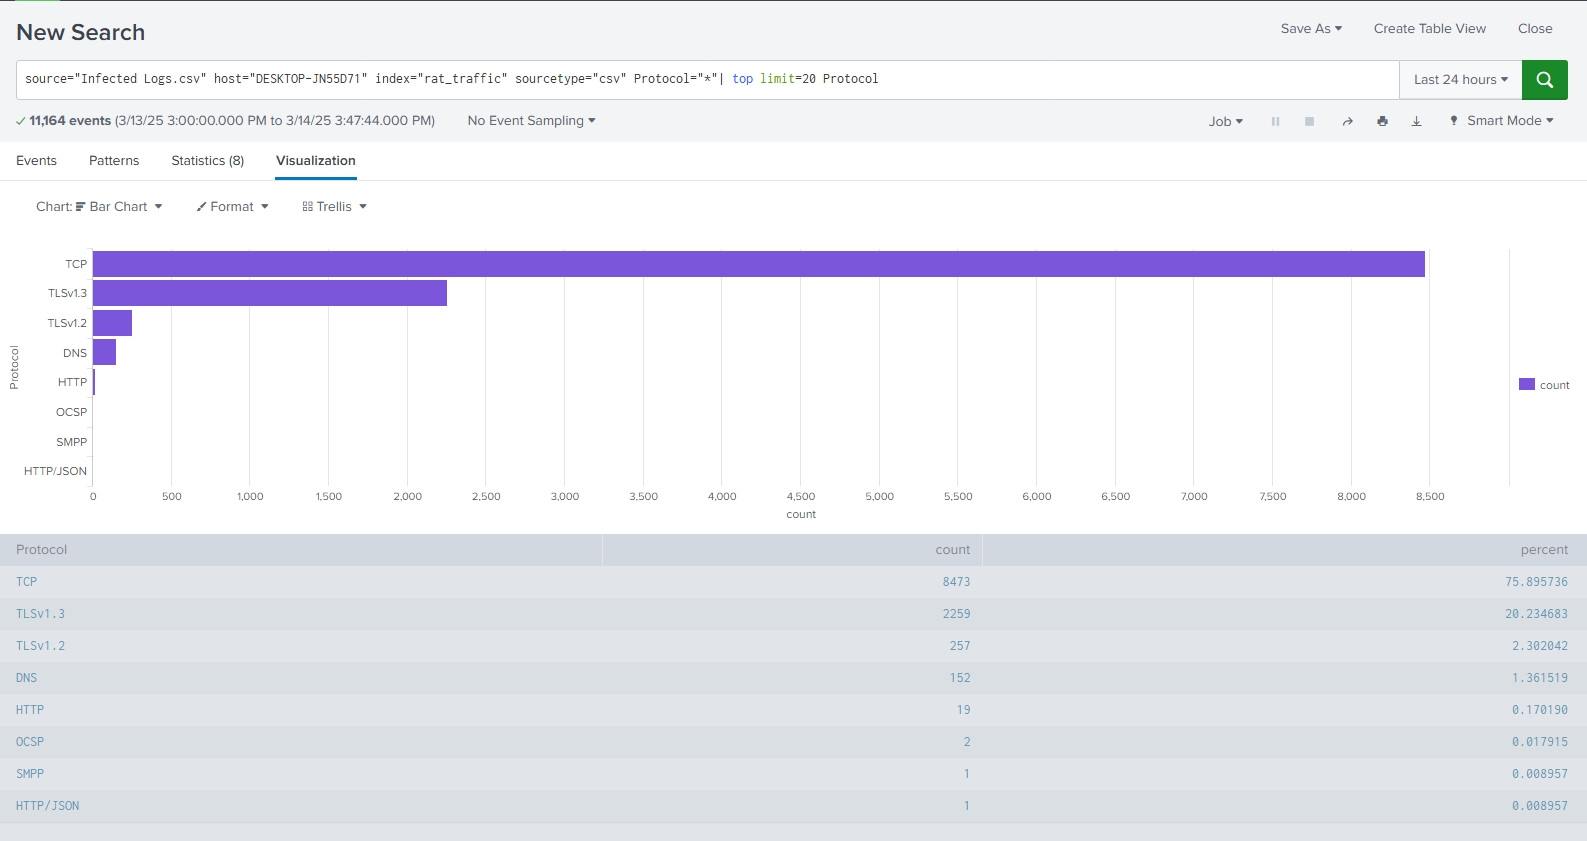 New Search
Save As Create Table View Close
source="Infected Logs.csv" host="DESKTOP-JN55D71" index="rat_traffic" sourcetype="csv" Protocol="*"| top limit=20 Protocol
Last 24 hours
11,164 events (3/13/25 3:00:00.000 PM to 3/14/25 3:47:44.000 PM) No Event Sampling
Job Smart Mode
Events Patterns Statistics (8) Visualization
Chart: Bar Chart Format Trellis
Protocol
TCP
TLSv1.3
TLSv1.2
DNS
HTTP
OCSP
SMPP
HTTP/JSON
count
0 500 1,000 1,500 2,000 2,500 3,000 3,500 4,000 4,500 5,000 5,500 6,000 6,500 7,000 7,500 8,000 8,500
count
Protocol count percent
TCP 8473 75.895736
TLSv1.3 2259 20.234683
TLSv1.2 257 2.302042
DNS 152 1.361519
HTTP 19 0.170190
OCSP 2 0.017915
SMPP 1 0.008957
HTTP/JSON 1 0.008957